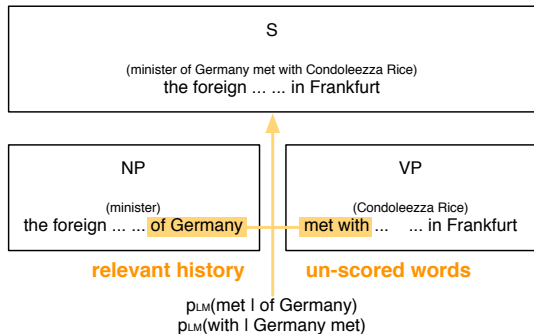 S
(minister of Germany met with Condoleezza Rice)
the foreign ... ... in Frankfurt
NP
VP
(minister)
(Condoleezza Rice)
the foreign ... ... of Germany
met with ... ... in Frankfurt
relevant history
un-scored words
pLM(met | of Germany)
pLM(with | Germany met)